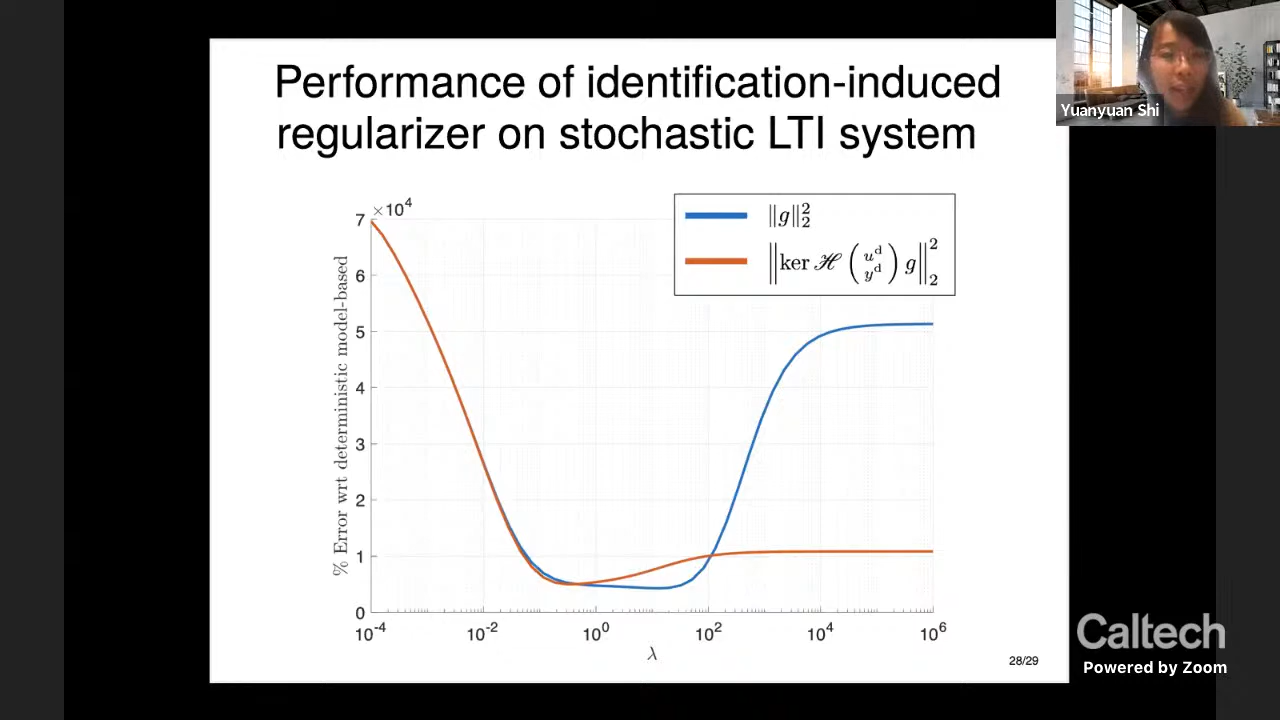 Performance of identification-induced
regularizer on stochastic LTI system
Yuanyuan Shi
×10⁴
7
6
5
4
3
2
1
0
% Error wrt deterministic model-based
‖g‖₂²
‖ker ℋ (uᵈ yᵈ) g‖₂²
10⁻⁴
10⁻²
10⁰
10²
10⁴
10⁶
λ
28/29
Caltech
Powered by Zoom